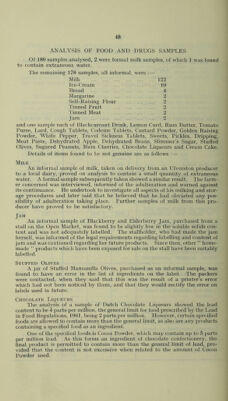 48
ANALYSIS OF FOOD AND DRUGS SAMPLES
Of 180 samples analysed, 2 were formal milk samples, of which 1 was found
to contain extraneous water.
The remaining 178 samples, all informal, were :—
Milk 122
Ice-Cream 19
Bread 4
Margarine 2
Self-Raising Flour 2
Tinned Fruit 2
Tinned Meat 2
Jam 2
and one sample each of Blackcurrant Drink, Lemon Curd, Rum Butter, Tomato
Puree, Lard, Cough Tablets, Codeine Tablets, Custard Powder, Golden Raising
Powder, White Pepper, Travel Sickness Tablets, Sweets, Pickles, Dripping,
Meat Pastes, Dehydrated Apple, Dehydrated Beans, Slimmer's Sugar, Stuffed
Olives, Sugared Peanuts, Rum Cherries, Chocolate Liqueurs and Cream Cake.
Details of items found to be not genuine are as follows :—
MILK
An informal sample of milk, taken on delivery from an Ulverston producer
to a local dairy, proved on analysis to contain a small quantity of extraneous
water. A formal sample subsequently taken showed a similar result. The farm-
er concerned was interviewed, informed of the adulteration and warned against
its continuance. He undertook to investigate all aspects of his milking and stor-
age procedures and later said that he believed that he had obviated any pos-
sibility of adulteration taking place. Further samples of milk from this pro-
ducer have proved to be satisfactory.
JAM
An informal sample of Blackberry and Elderberry Jam, purchased from a
stall on the Open Market, was found to be slightly low in the soluble solids con-
tent and was not adequately labelled. The stallholder, who had made the jam
herself, was informed of the legal requirements regarding labelling and content of
jam and was cautioned regarding her future products. Since then, other "home-
made" products which have been exposed for sale on the stall have been suitably
labelled.
STUFFED OLIVES
A jar of Stuffed Manzanilla Olives, purchased as an informal sample, was
found to have an error in the list of ingredients on the label. The packers
were contacted, when they said that this was the result of a printer's error
which had not been noticed by them, and that they would rectify the error on
labels used in future.
CHOCOLATE LIQUEURS
The analysis of a sample of Dutch Chocolate Liqueurs showed the lead
content to be 4 parts per million, the general limit for food prescribed by the Lead
in Food Regulations, 1961, being 2 parts per million. However, certain specified
foods are allowed to contain more than the general limit, as also are any products
containing a specified food as an ingredient.
One of the specified foods is Cocoa Powder, which may contain up to 5 parts
per million lead. As this forms an ingredient of chocolate confectionery, the
final product is permitted to contain more than the general limit of lead, pro-
vided that the content is not excessive when related to the amount of Cocoa
Powder used.